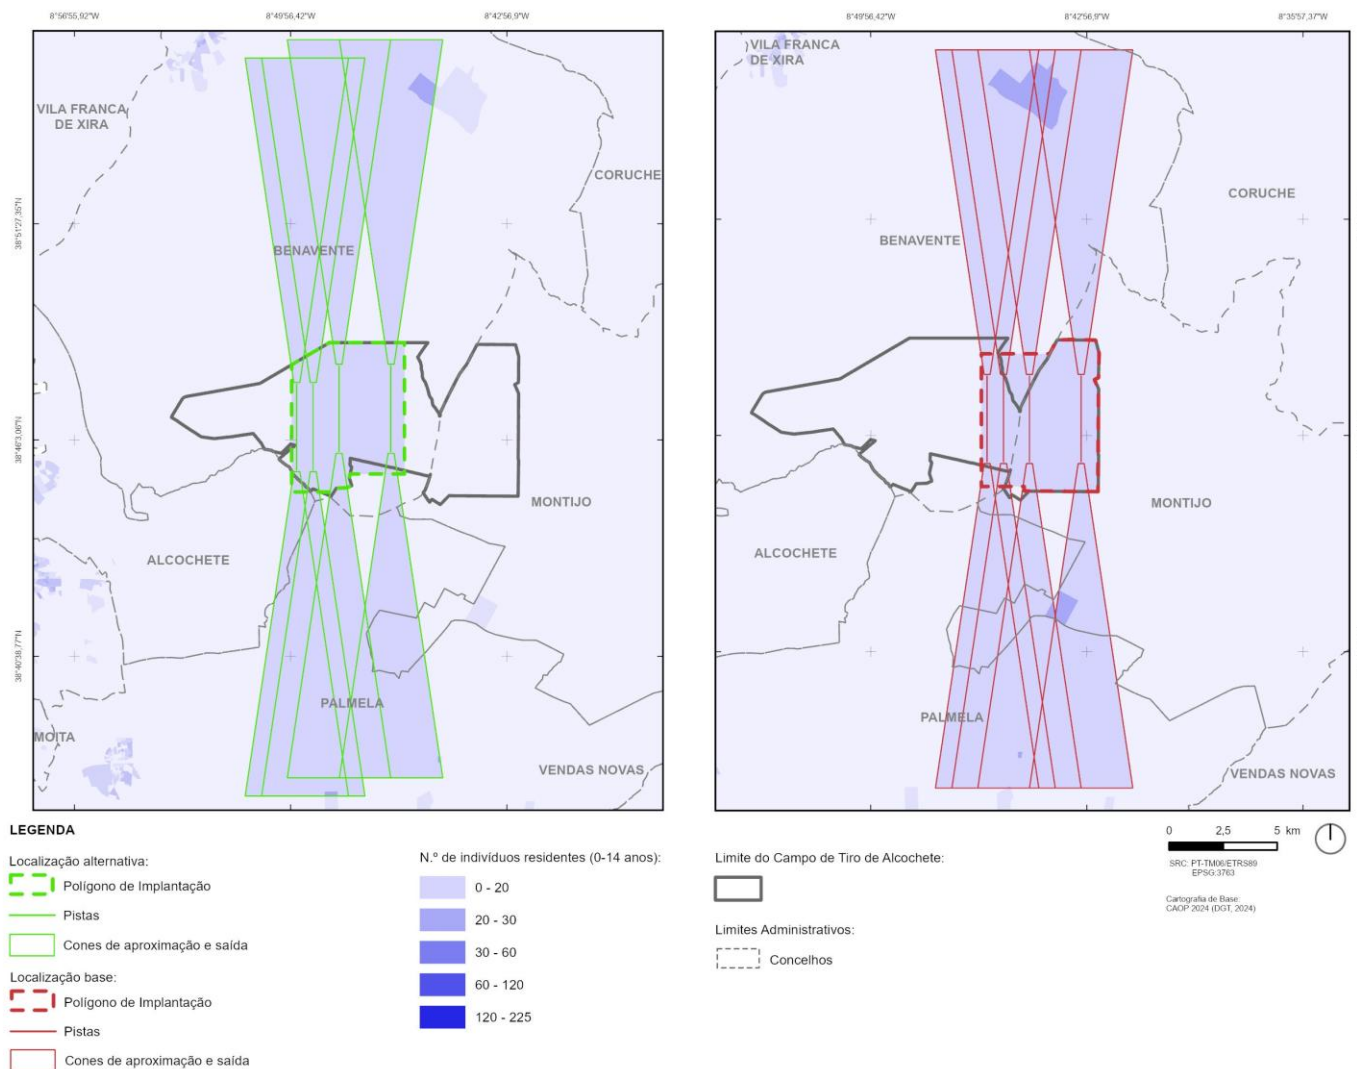 8°56'55,92"W
8°49'56,42"W
8°42'56,9"W
8°49'56,42"W
8°42'56,9"W
8°35'57,37"W
38°51'27,35"N
38°46'3,06"N
38°40'38,77"N
VILA FRANCA
DE XIRA
CORUCHE
BENAVENTE
MONTIJO
ALCOCHETE
PALMELA
MOITA
VENDAS NOVAS
VILA FRANCA
DE XIRA
CORUCHE
BENAVENTE
MONTIJO
ALCOCHETE
PALMELA
VENDAS NOVAS
LEGENDA
Localização alternativa:
Polígono de Implantação
Pistas
Cones de aproximação e saída
Localização base:
Polígono de Implantação
Pistas
Cones de aproximação e saída
N.º de indivíduos residentes (0-14 anos):
0 - 20
20 - 30
30 - 60
60 - 120
120 - 225
Limite do Campo de Tiro de Alcochete:
Limites Administrativos:
Concelhos
0 2,5 5 km
SRC: PT-TM06/ETRS89
EPSG:3763
Cartografia de Base:
CAOP 2024 (DGT, 2024)